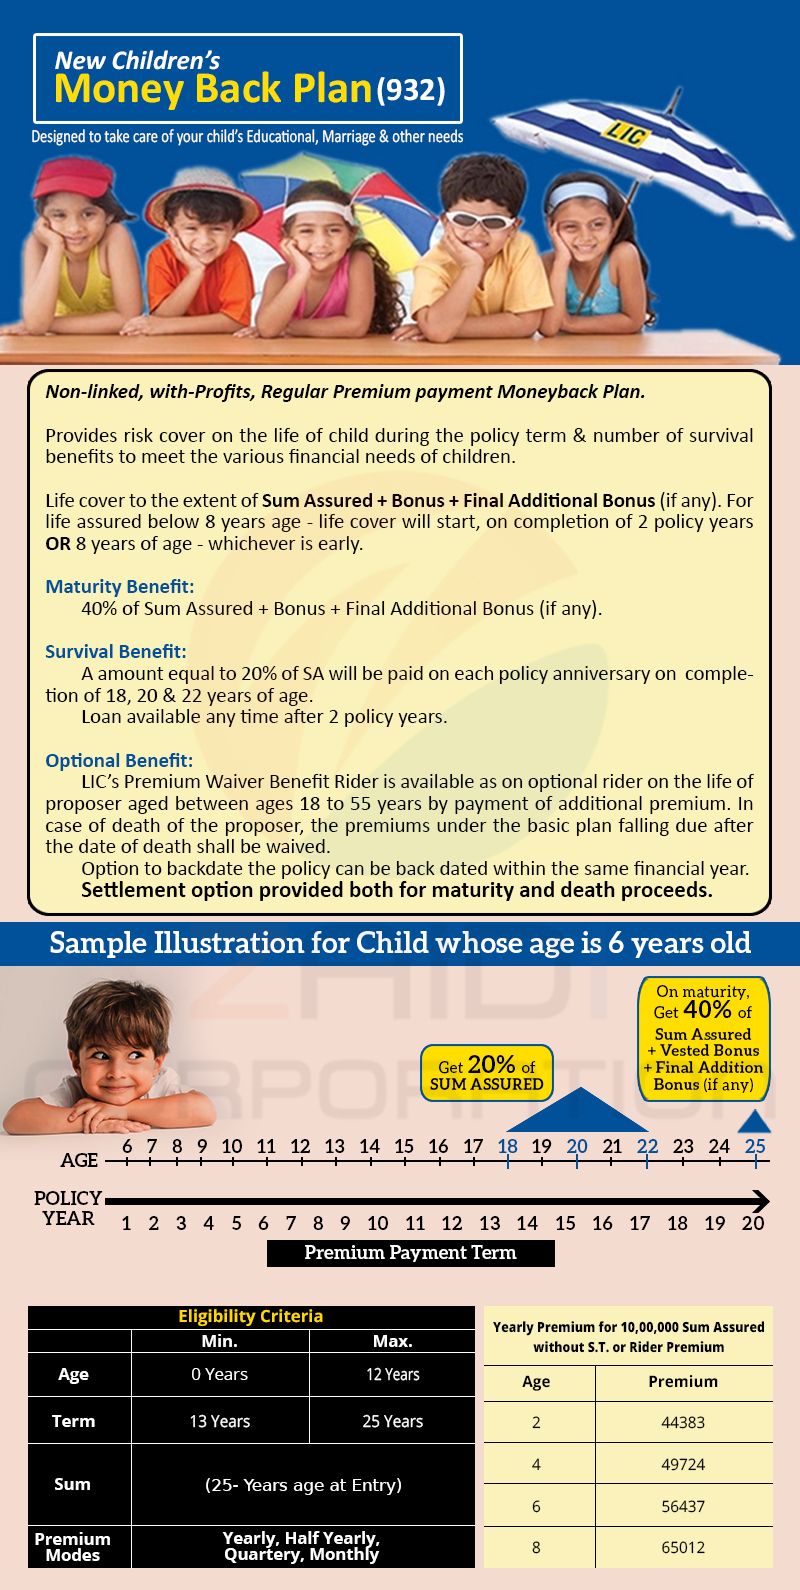 New Children's
Money Back Plan (932)
Designed to take care of your child's Educational, Marriage & other needs
LIC
Non-linked, with-Profits, Regular Premium payment Moneyback Plan.
Provides risk cover on the life of child during the policy term & number of survival
benefits to meet the various financial needs of children.
Life cover to the extent of Sum Assured + Bonus + Final Additional Bonus (if any). For
life assured below 8 years age - life cover will start, on completion of 2 policy years
OR 8 years of age - whichever is early.
Maturity Benefit:
40% of Sum Assured + Bonus + Final Additional Bonus (if any).
Survival Benefit:
A amount equal to 20% of SA will be paid on each policy anniversary on comple-
tion of 18, 20 & 22 years of age.
Loan available any time after 2 policy years.
Optional Benefit:
LIC's Premium Waiver Benefit Rider is available as on optional rider on the life of
proposer aged between ages 18 to 55 years by payment of additional premium. In
case of death of the proposer, the premiums under the basic plan falling due after
the date of death shall be waived.
Option to backdate the policy can be back dated within the same financial year.
Settlement option provided both for maturity and death proceeds.
Sample Illustration for Child whose age is 6 years old
On maturity,
Get 40% of
Sum Assured
+ Vested Bonus
+ Final Addition
Bonus (if any)
Get 20% of
SUM ASSURED
AGE 6 7 8 9 10 11 12 13 14 15 16 17 18 19 20 21 22 23 24 25
POLICY
YEAR 1 2 3 4 5 6 7 8 9 10 11 12 13 14 15 16 17 18 19 20
Premium Payment Term
Eligibility Criteria
Min. Max.
Age 0 Years 12 Years
Term 13 Years 25 Years
Sum (25- Years age at Entry)
Premium
Modes
Yearly, Half Yearly,
Quartery, Monthly
Yearly Premium for 10,00,000 Sum Assured
without S.T. or Rider Premium
Age Premium
2 44383
4 49724
6 56437
8 65012